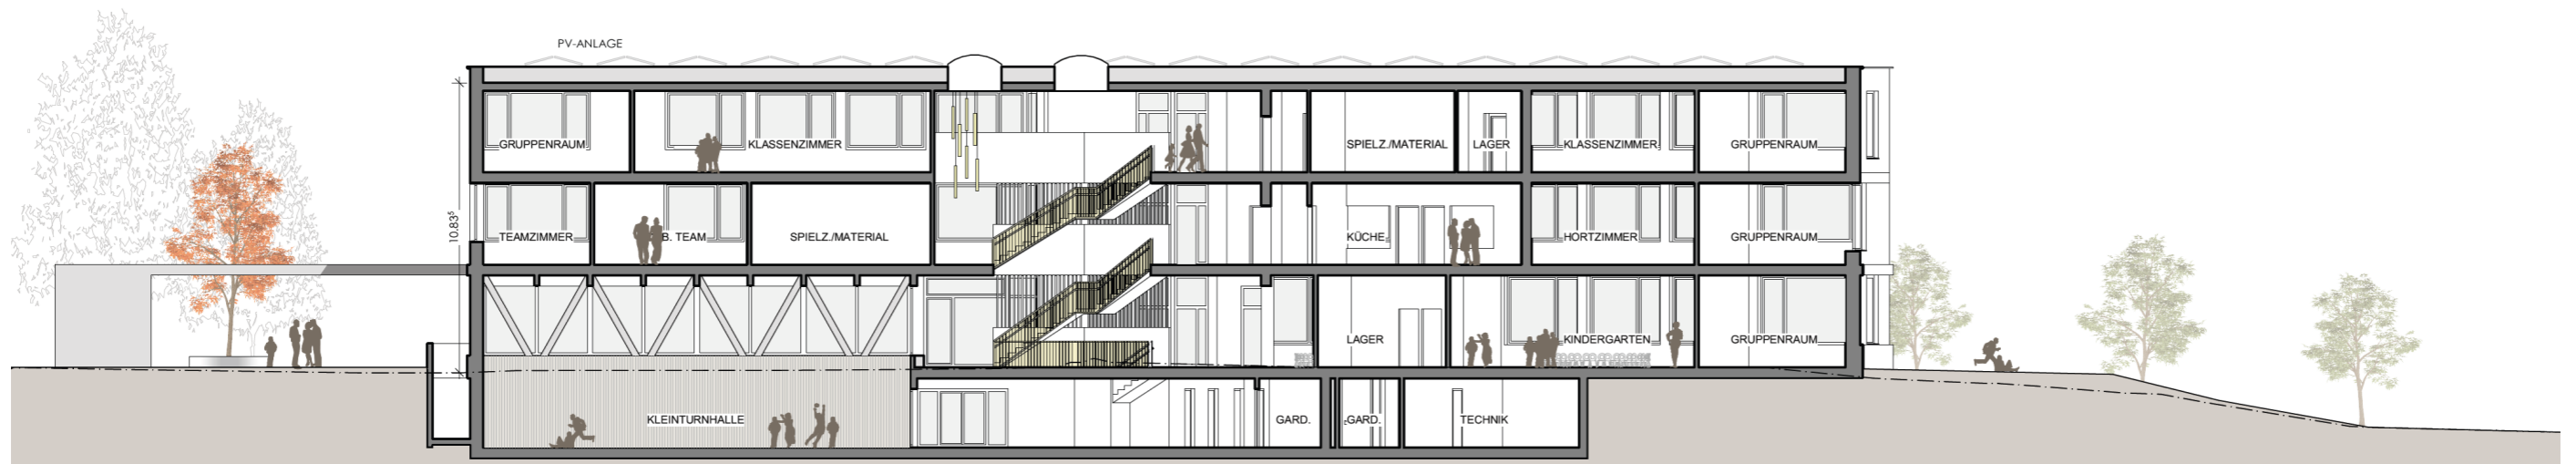 PV-ANLAGE
GRUPPENRAUM
KLASSENZIMMER
SPIELZ./MATERIAL
LAGER
KLASSENZIMMER
GRUPPENRAUM
10.83⁵
TEAMZIMMER
B. TEAM
SPIELZ./MATERIAL
KÜCHE
HORTZIMMER
GRUPPENRAUM
LAGER
KINDERGARTEN
GRUPPENRAUM
KLEINTURNHALLE
GARD.
GARD.
TECHNIK